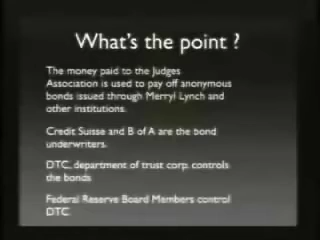 What's the point ?
The money paid to the Judges
Association is used to pay off anonymous
bonds issued through Merryl Lynch and
other institutions.
Credit Suisse and B of A are the bond
underwriters.
DTC, department of trust corp. controls
the bonds
Federal Reserve Board Members control
DTC.